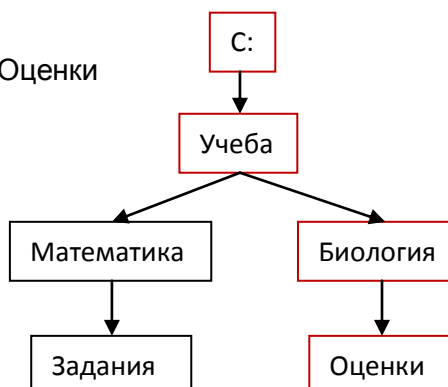 С:
Оценки
Учеба
Математика
Биология
Задания
Оценки